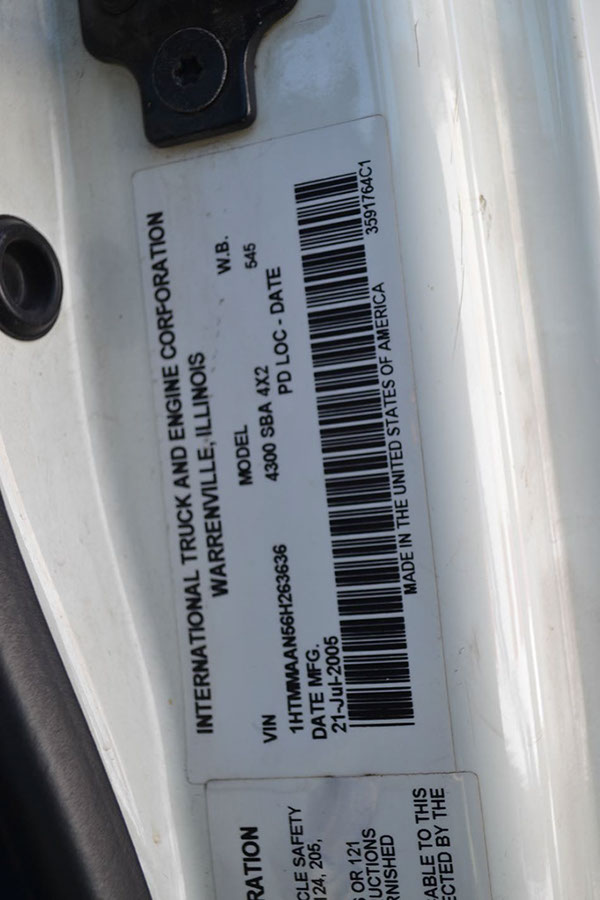 INTERNATIONAL TRUCK AND ENGINE CORPORATION
WARRENVILLE, ILLINOIS
MODEL W.B.
4300 SBA 4X2 545
VIN PD LOC - DATE
1HTMMAAN56H263636
DATE MFG.
21-Jul-2005
3591764C1
MADE IN THE UNITED STATES OF AMERICA
RATION
CLE SAFETY
124, 205,
OR 121
UCTIONS
RNISHED
ABLE TO THIS
ECTED BY THE